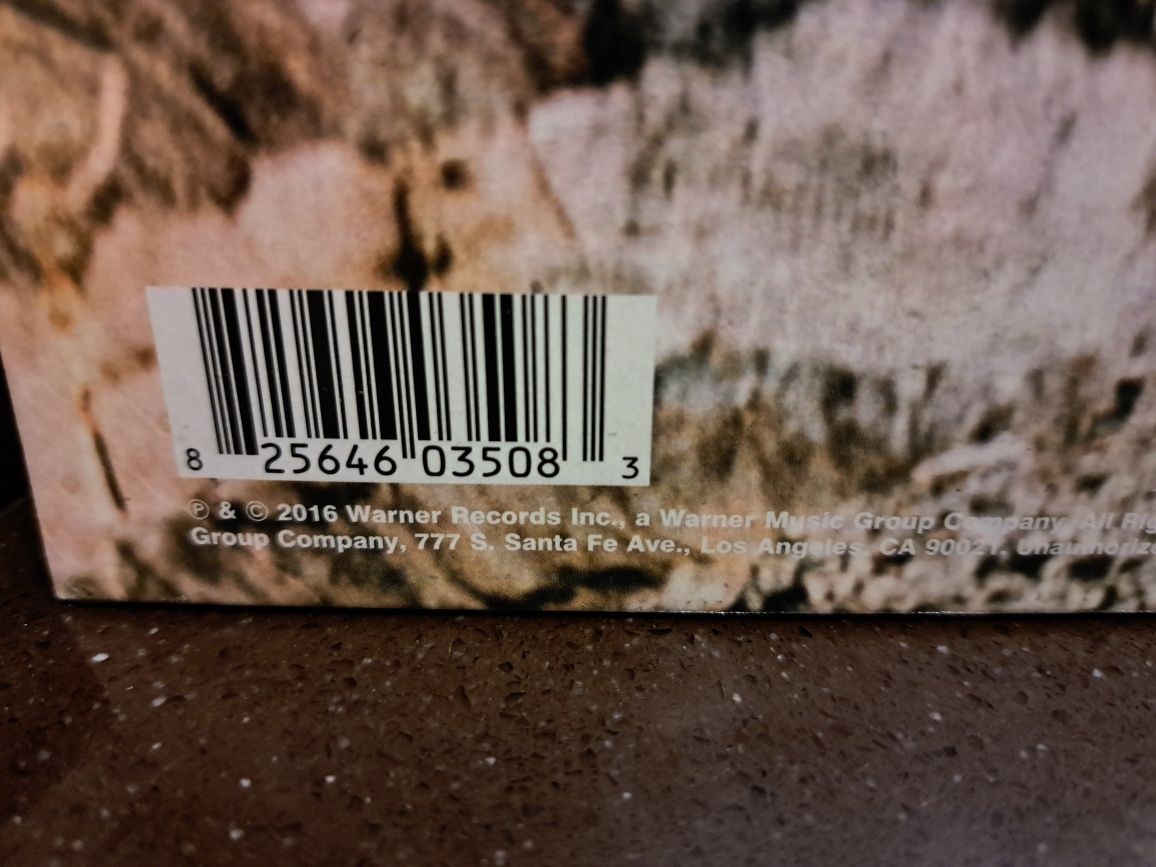 8 25646 03508 3
℗ & © 2016 Warner Records Inc., a Warner Music Group Company. All
Group Company, 777 S. Santa Fe Ave., Los Angeles, CA 90021.